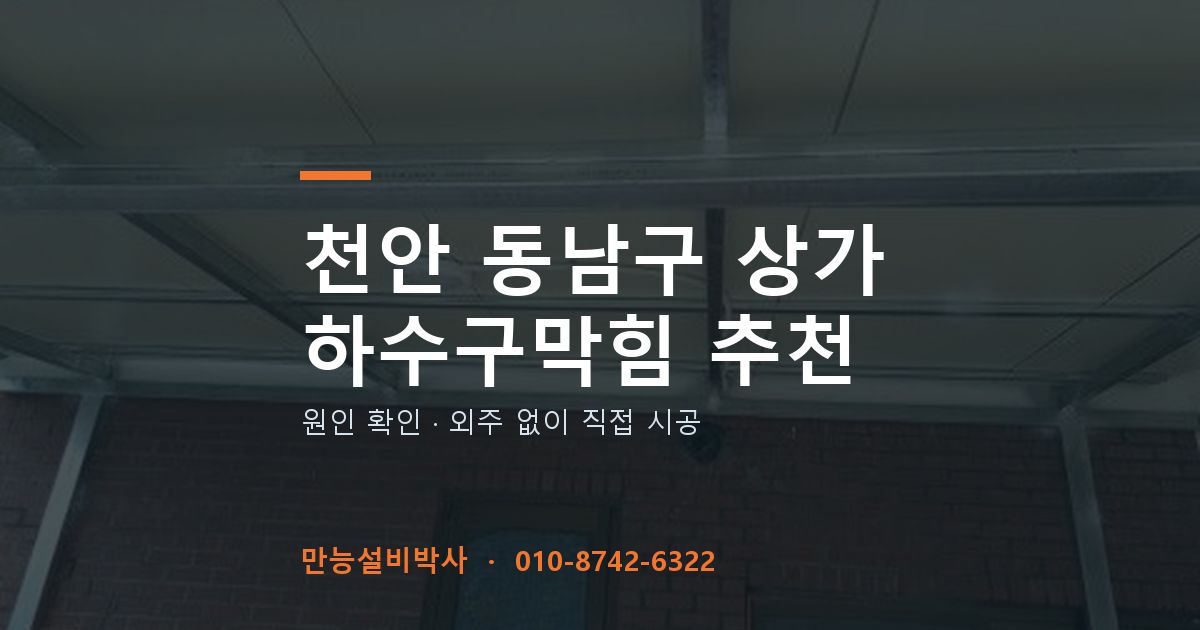 천안 동남구 상가
하수구막힘 추천
원인 확인 · 외주 없이 직접 시공
만능설비박사 · 010-8742-6322